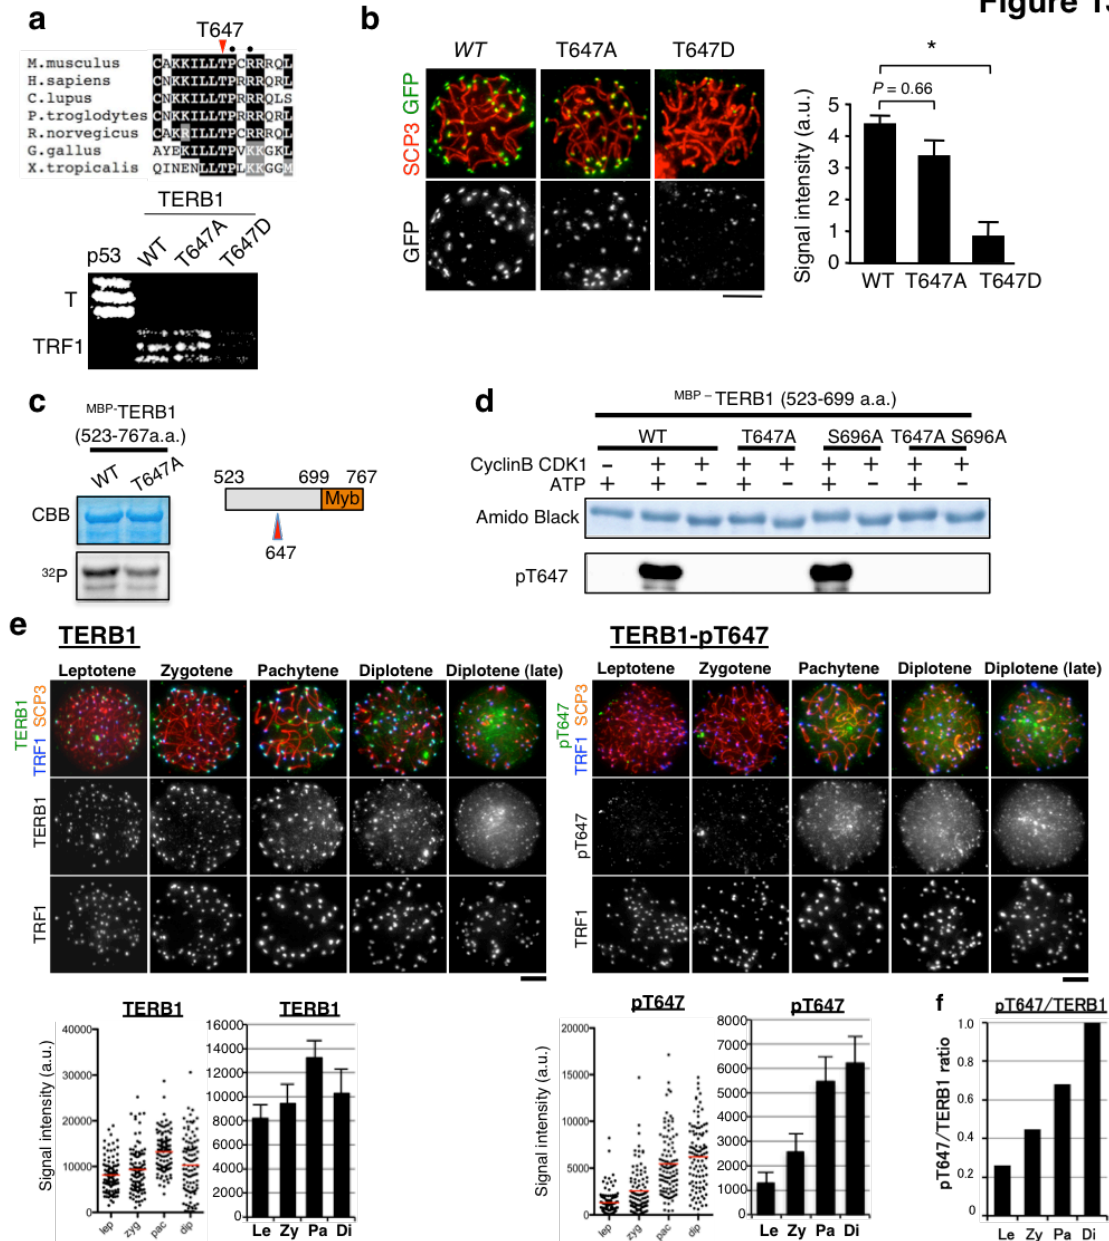 Figure 1
a
T647
M.musculus CAKKILLTPCRRRQL
H.sapiens CNKKILLTPRRRQRL
C.lupus CNKKILLTPRRRQLS
P.troglodytes CNKKILLTPRRRQRL
R.norvegicus CAKRILLTPCRRRQL
G.gallus AYEKILLTPVKKGKL
X.tropicalis QINENLLTPLKKGGM
TERB1
p53 WT T647A T647D
T
TRF1
b
WT T647A T647D
SCP3 GFP
GFP
*
P = 0.66
Signal intensity (a.u.)
5
4
3
2
1
0
WT T647A T647D
c
MBP-TERB1
(523-767a.a.)
WT T647A
CBB
32P
523 699 767
Myb
647
d
MBP – TERB1 (523-699 a.a.)
WT T647A S696A T647A S696A
CyclinB CDK1 – + + + + + + + +
ATP + + – + – + – + –
Amido Black
pT647
e
TERB1
Leptotene Zygotene Pachytene Diplotene Diplotene (late)
TERB1
TRF1 SCP3
TERB1
TRF1
TERB1-pT647
Leptotene Zygotene Pachytene Diplotene Diplotene (late)
pT647
TRF1 SCP3
pT647
TRF1
TERB1
Signal intensity (a.u.)
40000
30000
20000
10000
0
lep zyg pac dip
TERB1
16000
14000
12000
10000
8000
6000
4000
2000
0
Le Zy Pa Di
pT647
Signal intensity (a.u.)
20000
15000
10000
5000
0
lep zyg pac dip
pT647
8000
7000
6000
5000
4000
3000
2000
1000
0
Le Zy Pa Di
f
pT647/TERB1
pT647/TERB1 ratio
1.0
0.8
0.6
0.4
0.2
Le Zy Pa Di